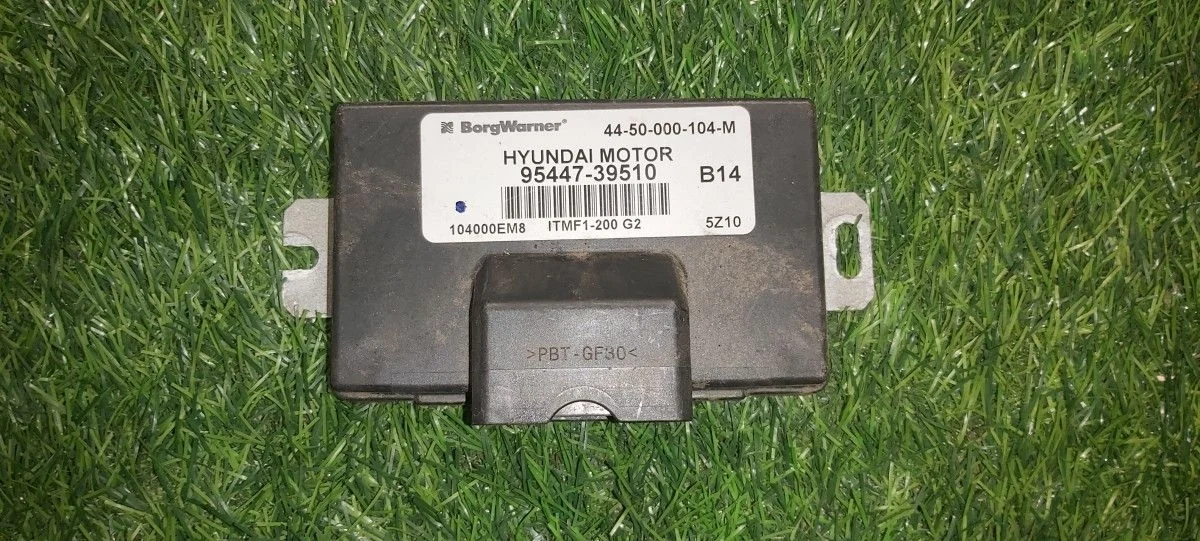 BorgWarner® 44-50-000-104-M
HYUNDAI MOTOR
95447-39510 B14
104000EM8 ITMF1-200 G2 5Z10
>PBT-GF30<